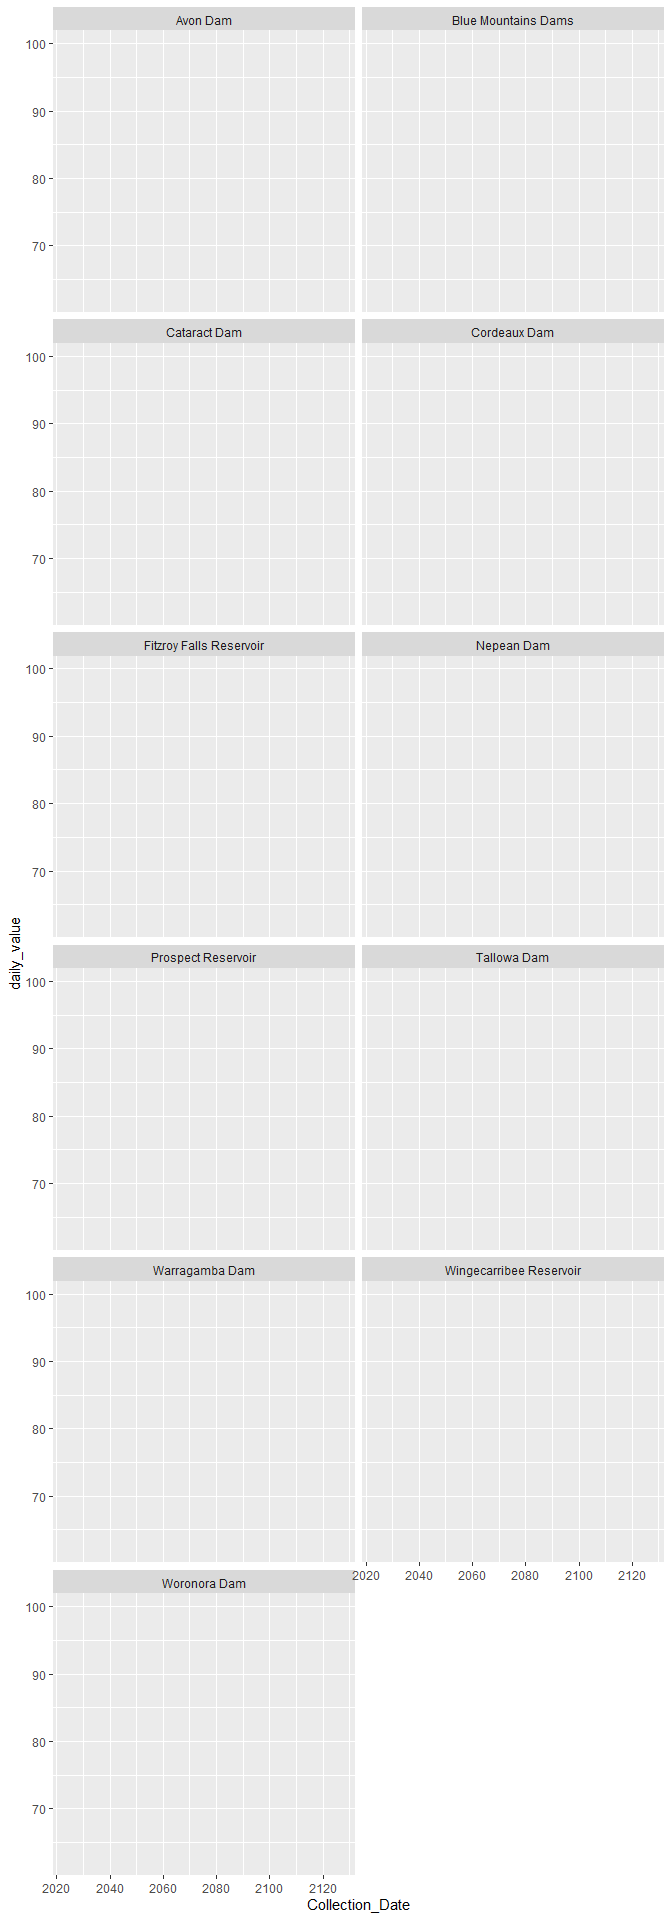 Avon Dam
Blue Mountains Dams
100
90
80
70
Cataract Dam
Cordeaux Dam
100
90
80
70
Fitzroy Falls Reservoir
Nepean Dam
100
90
80
70
daily_value
Prospect Reservoir
Tallowa Dam
100
90
80
70
Warragamba Dam
Wingecarribee Reservoir
100
90
80
70
2020 2040 2060 2080 2100 2120
Woronora Dam
100
90
80
70
2020 2040 2060 2080 2100 2120
Collection_Date